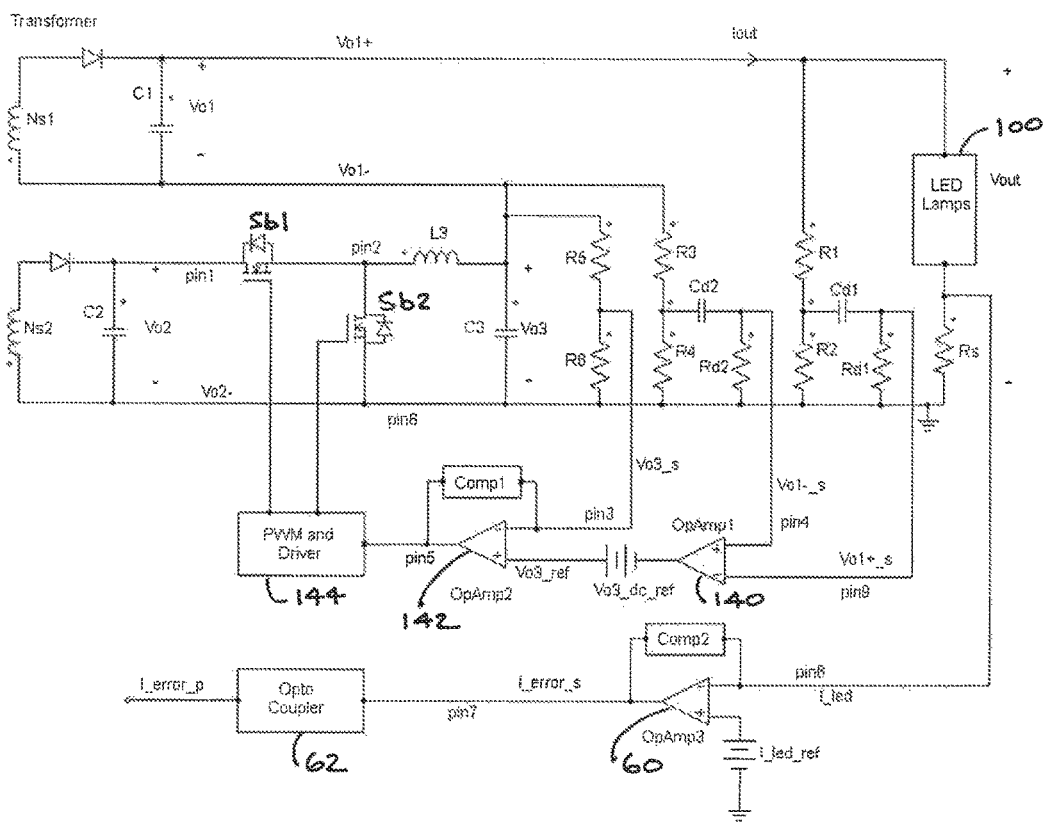 Transformer
Vo1+
Iout
+
+
C1
Vo1
Ns1
-
Vo1-
100
LED
Lamps
Vout
Sb1
pin2
L3
R5
R3
R1
Cd2
Cd1
pin1
+
+
Sb2
C2
Vo2
Ns2
C3
Vo3
R6
R4
Rd2
R2
Rd1
Rs
-
-
-
Vo2-
pin6
Vo3_s
Vo1-_s
Comp1
pin3
pin4
OpAmp1
PWM and
Driver
pin5
Vo3_ref
Vo1+_s
OpAmp2
Vo3_dc_ref
pin9
144
142
140
Comp2
I_error_p
Opto
Coupler
I_error_s
pin8
I_led
pin7
OpAmp3
62
60
I_led_ref